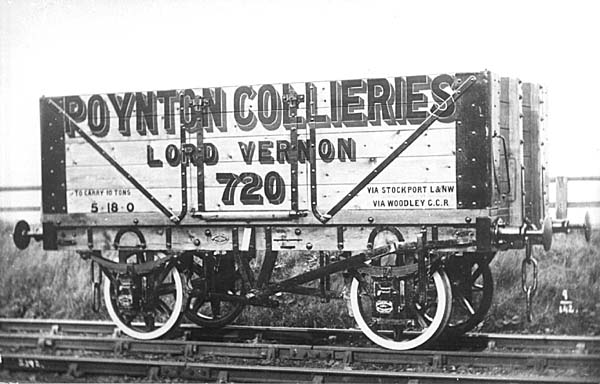 POYNTON COLLIERIES
LORD VERNON
720
TO CARRY 10 TONS
5-18-0
VIA STOCKPORT L&NW
VIA WOODLEY G.C.R.